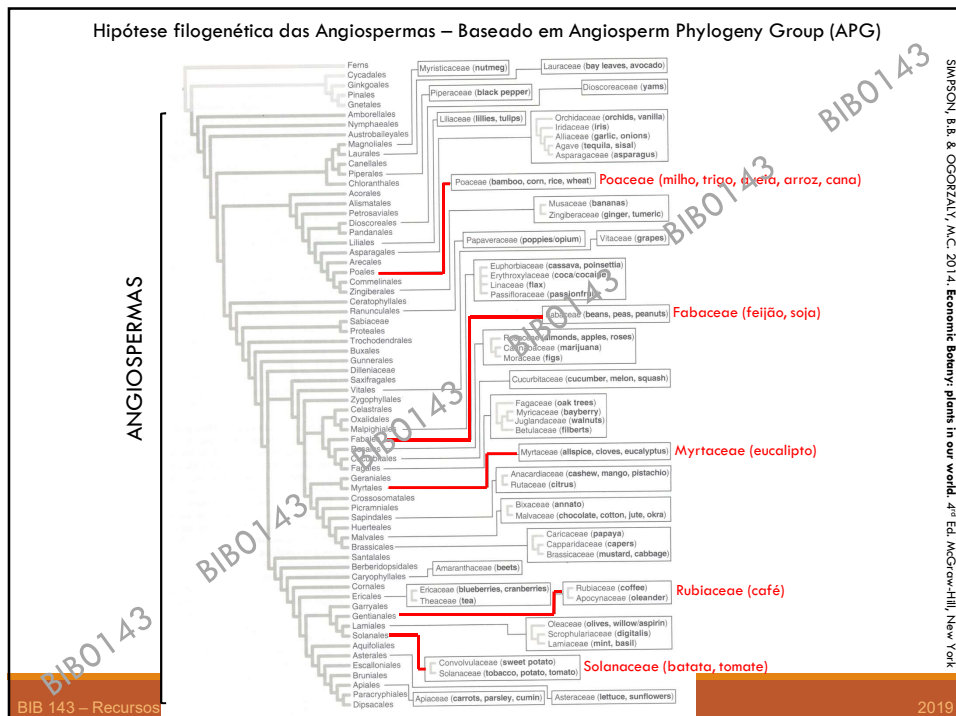 Hipótese filogenética das Angiospermas – Baseado em Angiosperm Phylogeny Group (APG)
SIMPSON, B.B. & OGORZALY, M.C. 2014. Economic Botany: plants in our world. 4rd Ed. McGraw-Hill, New York
ANGIOSPERMAS
Ferns
Cycadales
Ginkgoales
Pinales
Gnetales
Amborellales
Nymphaeales
Austrobaileyales
Magnoliales
Laurales
Canellales
Piperales
Chloranthales
Acorales
Alismatales
Petrosaviales
Dioscoreales
Pandanales
Liliales
Asparagales
Arecales
Poales
Commelinales
Zingiberales
Ceratophyllales
Ranunculales
Sabiaceae
Proteales
Trochodendrales
Buxales
Gunnerales
Dilleniaceae
Saxifragales
Vitales
Zygophyllales
Celastrales
Oxalidales
Malpighiales
Fabales
Rosales
Cucurbitales
Fagales
Geraniales
Myrtales
Crossosomatales
Picramniales
Sapindales
Huerteales
Malvales
Brassicales
Santalales
Berberidopsidales
Caryophyllales
Cornales
Ericales
Garryales
Gentianales
Lamiales
Solanales
Aquifoliales
Asterales
Escalloniales
Bruniales
Apiales
Paracryphiales
Dipsacales
Myristicaceae (nutmeg)
Lauraceae (bay leaves, avocado)
Piperaceae (black pepper)
Dioscoreaceae (yams)
Liliaceae (lillies, tulips)
Orchidaceae (orchids, vanilla)
Iridaceae (iris)
Alliaceae (garlic, onions)
Agave (tequila, sisal)
Asparagaceae (asparagus)
Poaceae (bamboo, corn, rice, wheat)
Poaceae (milho, trigo, aveia, arroz, cana)
Musaceae (bananas)
Zingiberaceae (ginger, tumeric)
Papaveraceae (poppies/opium)
Vitaceae (grapes)
Euphorbiaceae (cassava, poinsettia)
Erythroxylaceae (coca/cocaine)
Linaceae (flax)
Passifloraceae (passionfruit)
Fabaceae (beans, peas, peanuts)
Fabaceae (feijão, soja)
Rosaceae (almonds, apples, roses)
Cannabaceae (marijuana)
Moraceae (figs)
Cucurbitaceae (cucumber, melon, squash)
Fagaceae (oak trees)
Myricaceae (bayberry)
Juglandaceae (walnuts)
Betulaceae (filberts)
Myrtaceae (allspice, cloves, eucalyptus)
Myrtaceae (eucalipto)
Anacardiaceae (cashew, mango, pistachio)
Rutaceae (citrus)
Bixaceae (annato)
Malvaceae (chocolate, cotton, jute, okra)
Caricaceae (papaya)
Capparidaceae (capers)
Brassicaceae (mustard, cabbage)
Amaranthaceae (beets)
Ericaceae (blueberries, cranberries)
Theaceae (tea)
Rubiaceae (coffee)
Apocynaceae (oleander)
Rubiaceae (café)
Oleaceae (olives, willow/aspirin)
Scrophulariaceae (digitalis)
Lamiaceae (mint, basil)
Convolvulaceae (sweet potato)
Solanaceae (tobacco, potato, tomato)
Solanaceae (batata, tomate)
Apiaceae (carrots, parsley, cumin)
Asteraceae (lettuce, sunflowers)
BIB0143
BIB0143
BIB0143
BIB0143
BIB0143
BIB0143
BIB 143 – Recursos
2019